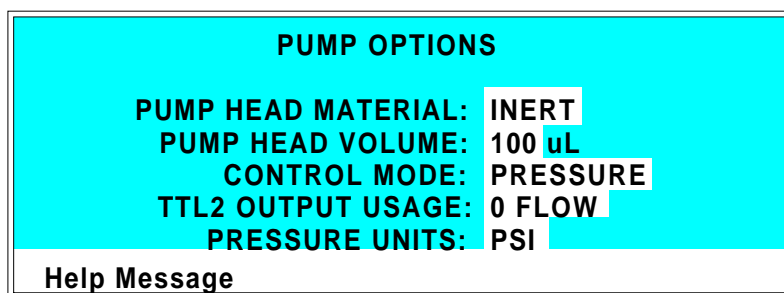 PUMP OPTIONS
PUMP HEAD MATERIAL: INERT
PUMP HEAD VOLUME: 100 uL
CONTROL MODE: PRESSURE
TTL2 OUTPUT USAGE: 0 FLOW
PRESSURE UNITS: PSI
Help Message